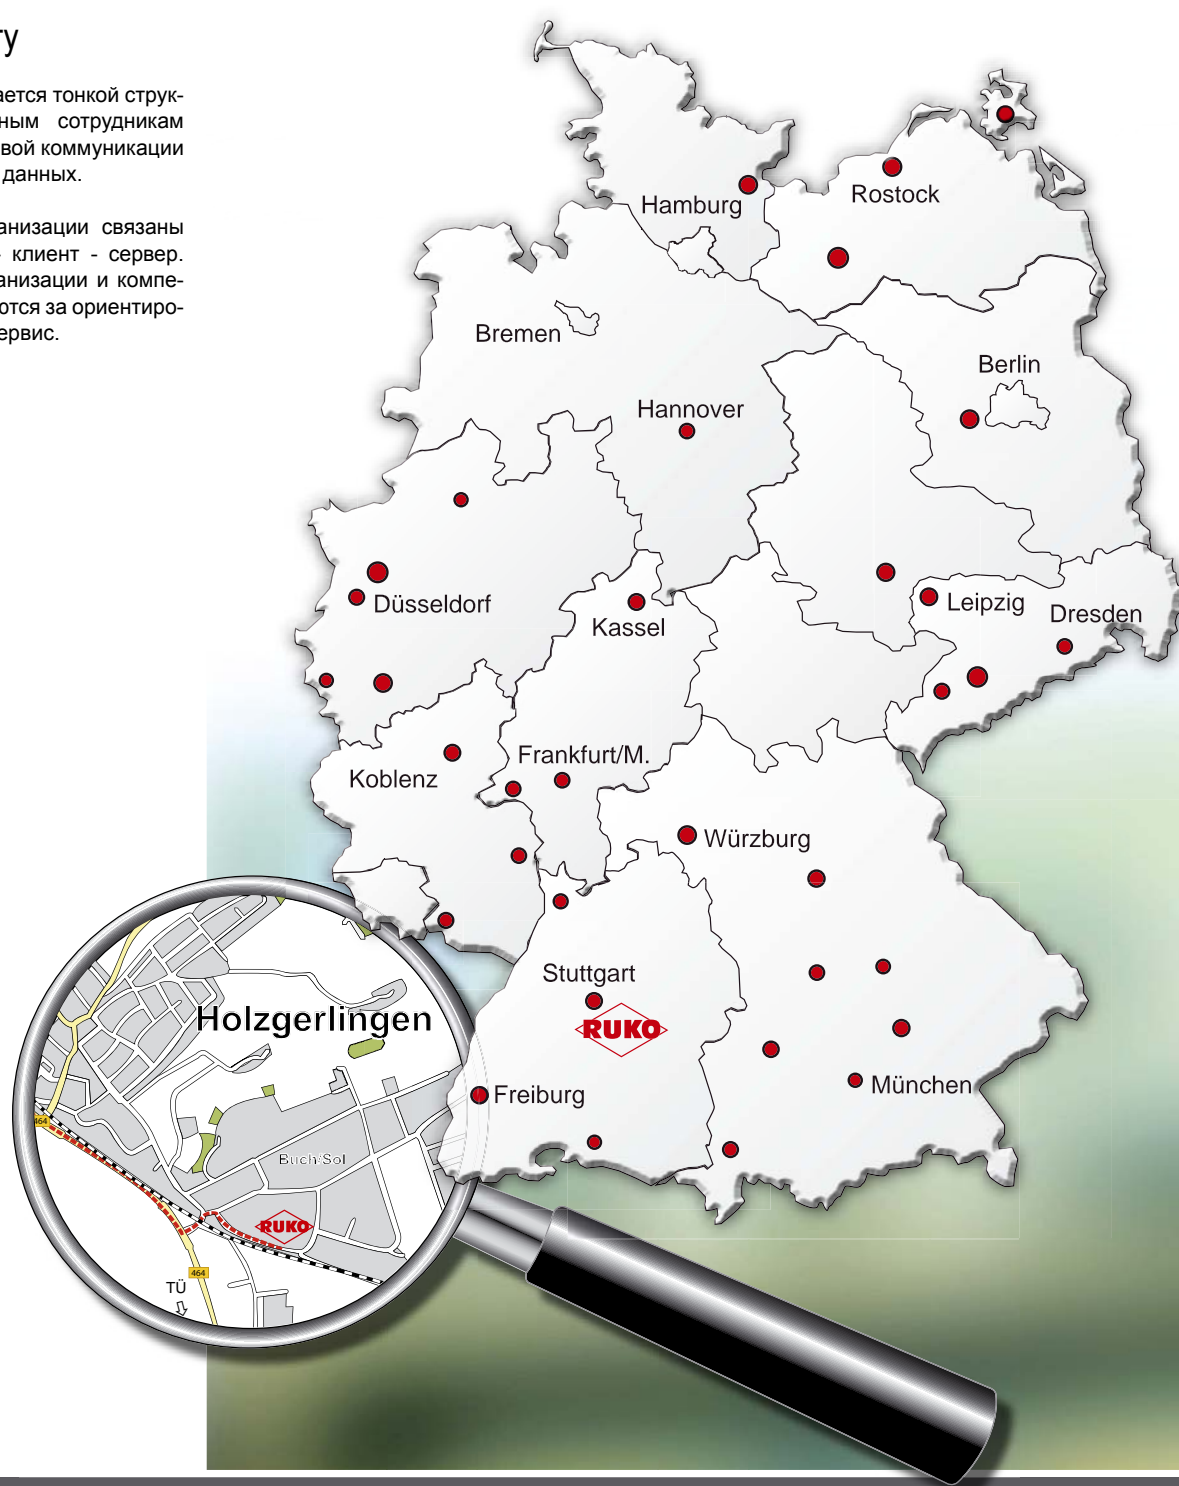 ту
ается тонкой струк-
ным сотрудникам
вой коммуникации
данных.
анизации связаны
- клиент - сервер.
анизации и компе-
ются за ориентиро-
ервис.
Hamburg
Rostock
Bremen
Berlin
Hannover
Düsseldorf
Kassel
Leipzig
Dresden
Koblenz
Frankfurt/M.
Würzburg
Stuttgart
RUKO
Holzgerlingen
Freiburg
München
464
Buch/Sol
RUKO
464
TÜ